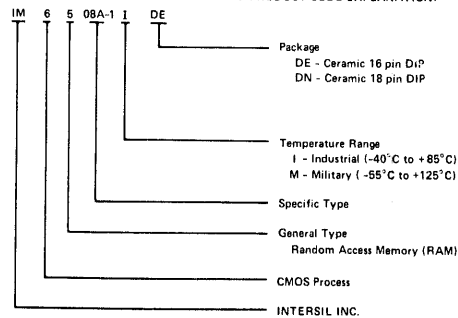 IM 6 5 08A-1 I DE
Package
DE - Ceramic 16 pin DIP
DN - Ceramic 18 pin DIP
Temperature Range
I - Industrial (-40°C to +85°C)
M - Military (-55°C to +125°C)
Specific Type
General Type
Random Access Memory (RAM)
CMOS Process
INTERSIL INC.